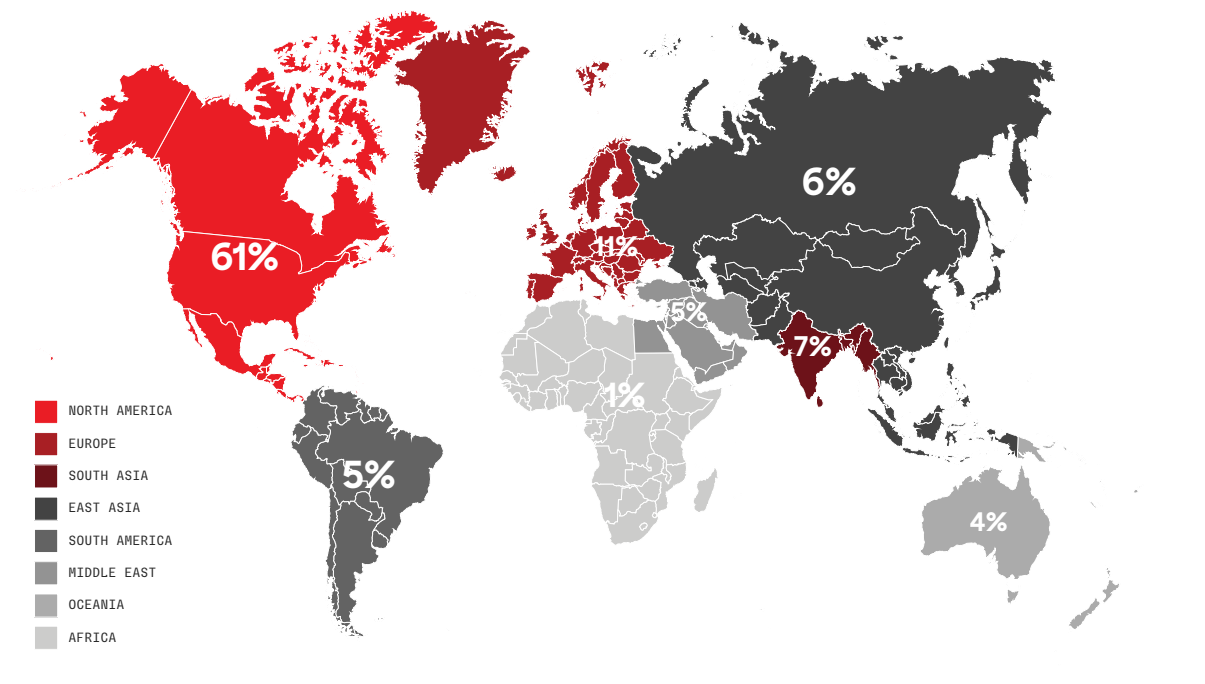 6%
61%
11%
5%
7%
1%
5%
4%
NORTH AMERICA
EUROPE
SOUTH ASIA
EAST ASIA
SOUTH AMERICA
MIDDLE EAST
OCEANIA
AFRICA